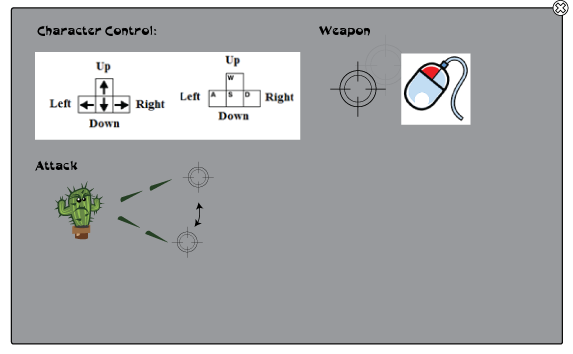 Character Control:
Weapon
Up
Left
Right
Down
Up
W
Left
A
S
D
Right
Down
Attack